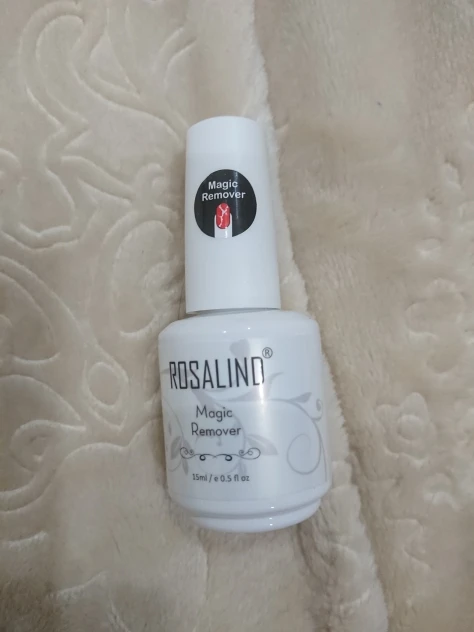 Magic
Remover
ROSALIND®
Magic
Remover
15ml / e 0.5 fl oz